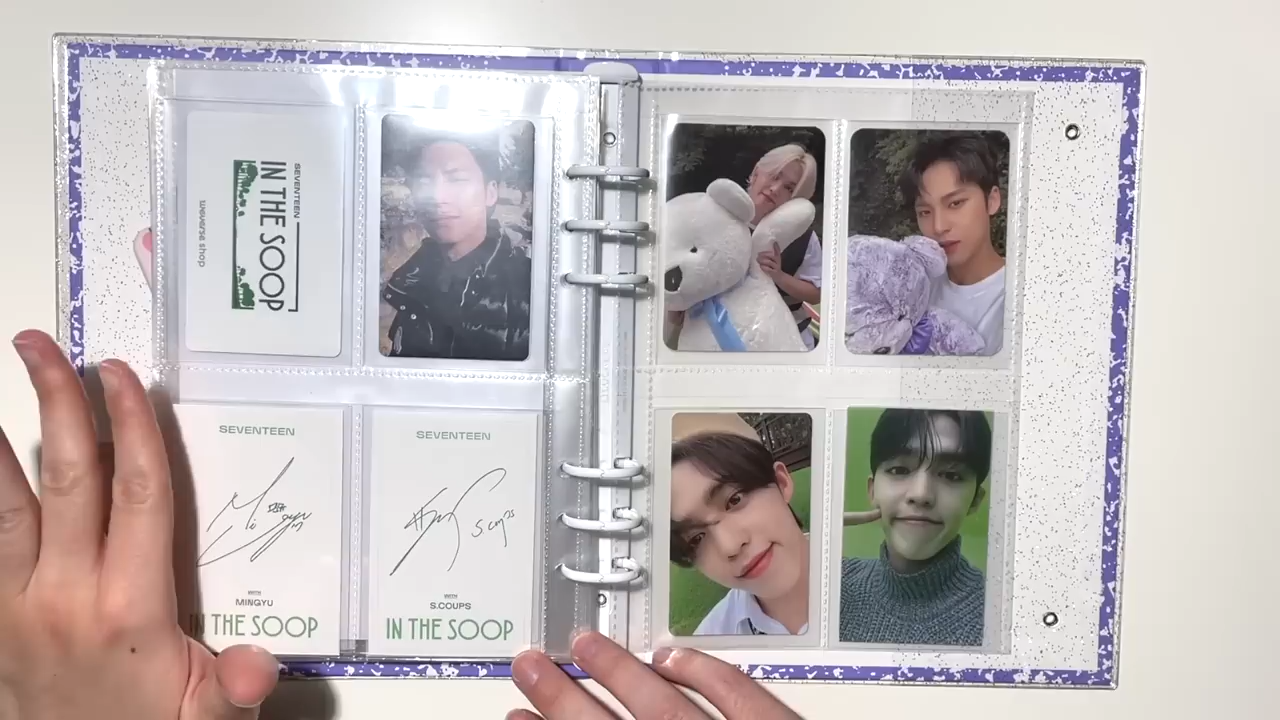 SEVENTEEN
IN THE SOOP
weverse shop
SEVENTEEN
WITH
MINGYU
IN THE SOOP
SEVENTEEN
S.coups
WITH
S.COUPS
IN THE SOOP